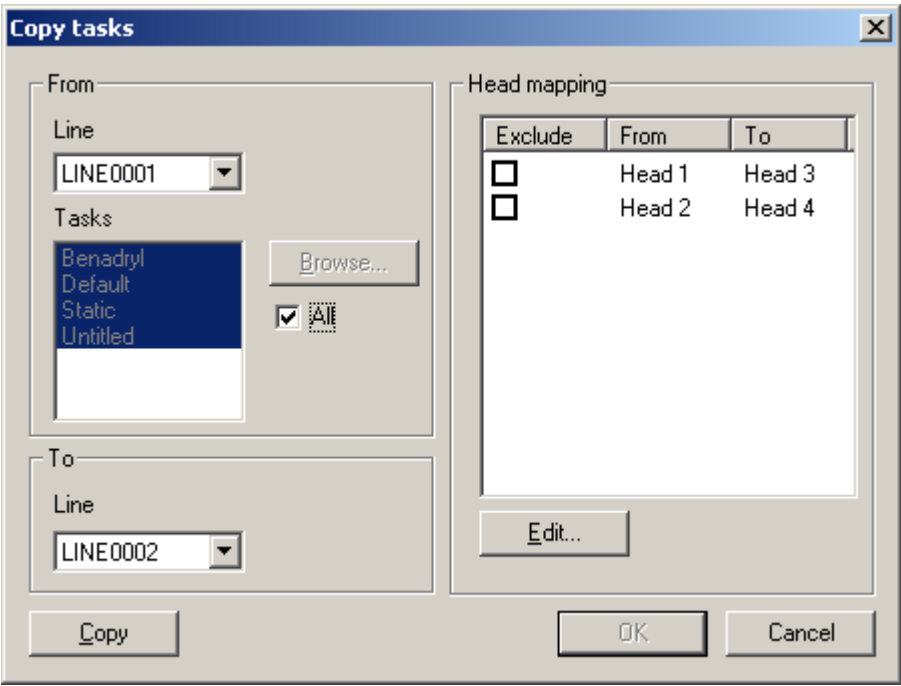 Copy tasks
From
Line
LINE0001
Tasks
Benadryl
Default
Static
Untitled
Browse...
All
To
Line
LINE0002
Head mapping
Exclude From To
Head 1 Head 3
Head 2 Head 4
Edit...
Copy
OK
Cancel